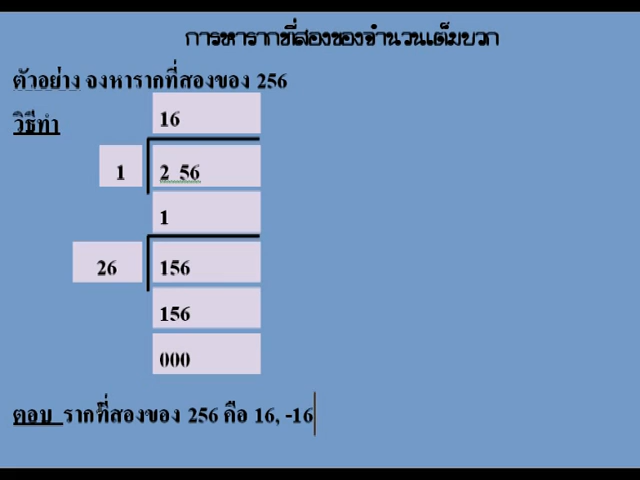 การหารากที่สองของจำนวนเต็มบวก
ตัวอย่าง จงหารากที่สองของ 256
วิธีทำ
16
1 2 56
1
26 156
156
000
ตอบ รากที่สองของ 256 คือ 16, -16